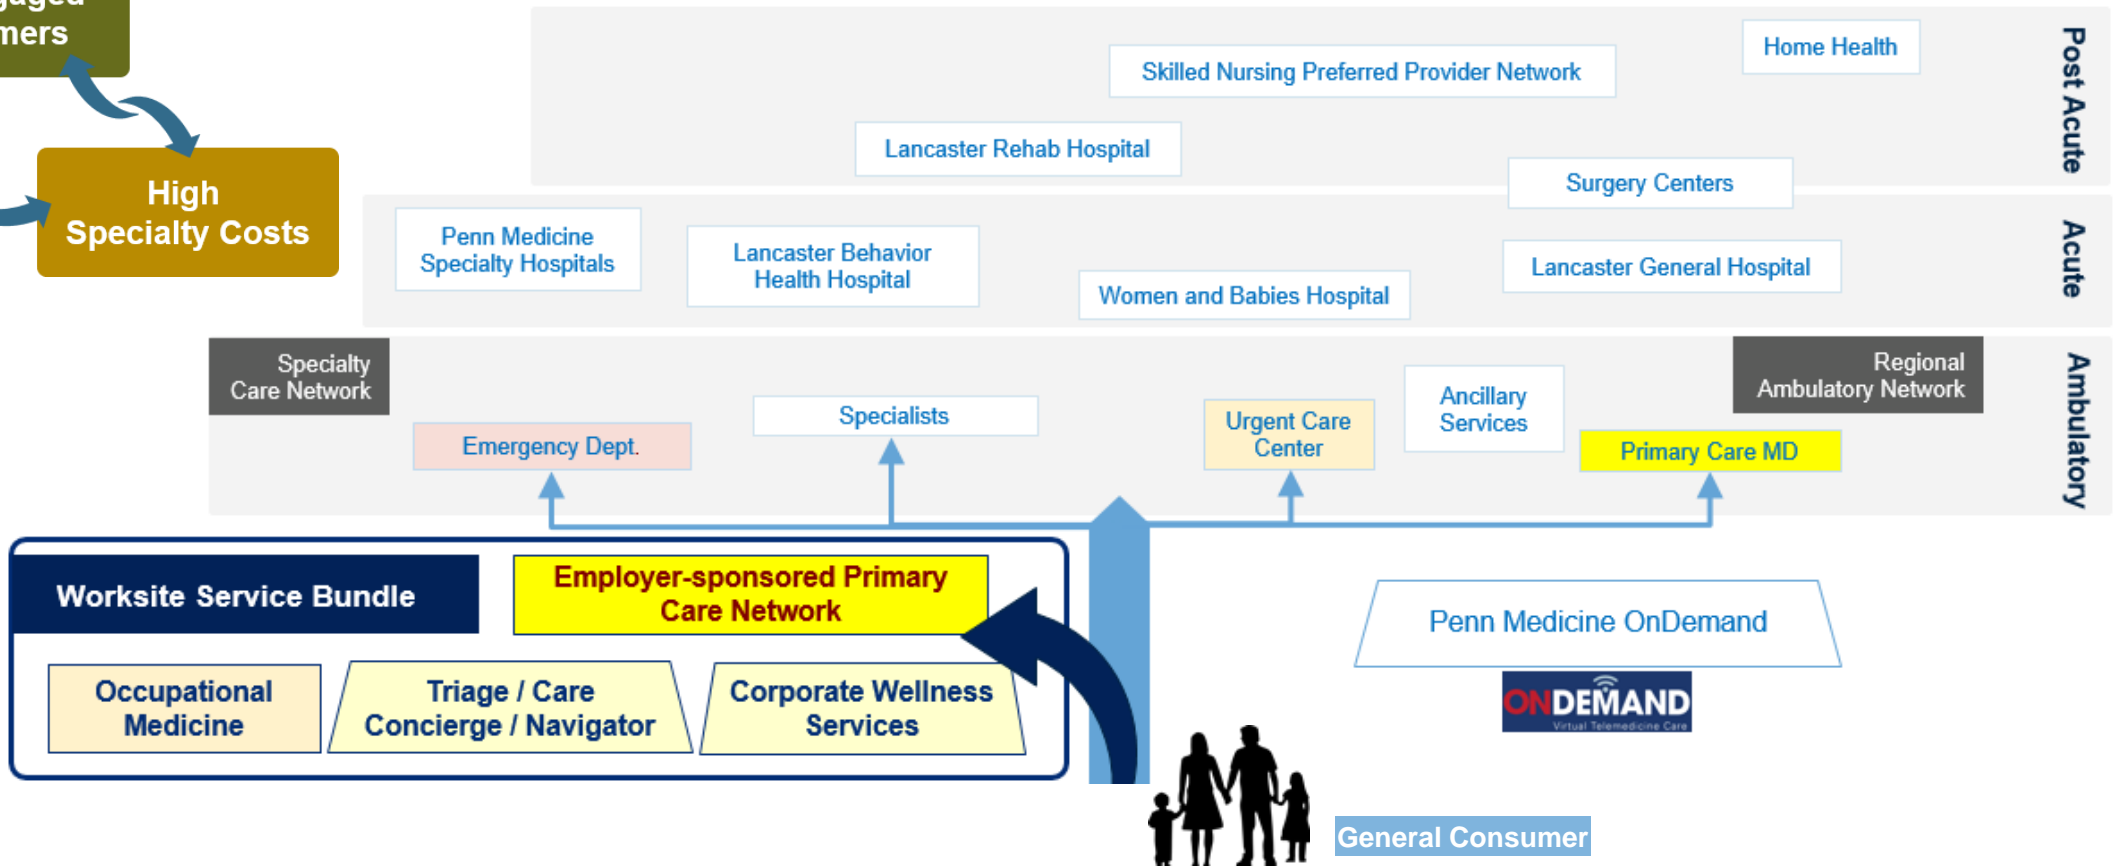 mers
High
Specialty Costs
Post Acute
Home Health
Skilled Nursing Preferred Provider Network
Lancaster Rehab Hospital
Surgery Centers
Acute
Penn Medicine
Specialty Hospitals
Lancaster Behavior
Health Hospital
Women and Babies Hospital
Lancaster General Hospital
Ambulatory
Specialty
Care Network
Regional
Ambulatory Network
Emergency Dept.
Specialists
Urgent Care
Center
Ancillary
Services
Primary Care MD
Worksite Service Bundle
Employer-sponsored Primary
Care Network
Occupational
Medicine
Triage / Care
Concierge / Navigator
Corporate Wellness
Services
Penn Medicine OnDemand
ONDEMAND
Virtual Telemedicine Care
General Consumer